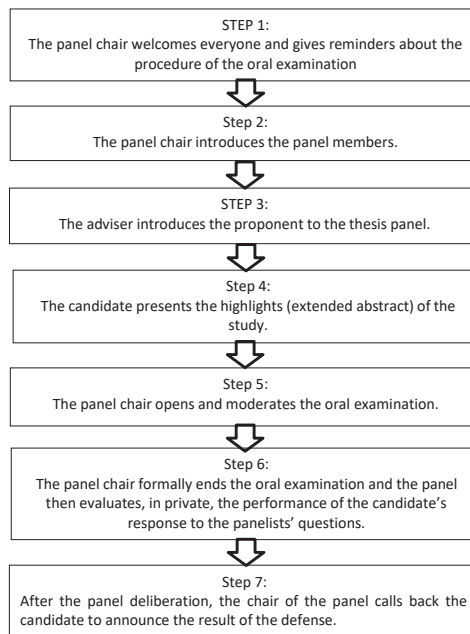 STEP 1:
The panel chair welcomes everyone and gives reminders about the
procedure of the oral examination
Step 2:
The panel chair introduces the panel members.
STEP 3:
The adviser introduces the proponent to the thesis panel.
Step 4:
The candidate presents the highlights (extended abstract) of the
study.
Step 5:
The panel chair opens and moderates the oral examination.
Step 6:
The panel chair formally ends the oral examination and the panel
then evaluates, in private, the performance of the candidate's
response to the panelists' questions.
Step 7:
After the panel deliberation, the chair of the panel calls back the
candidate to announce the result of the defense.